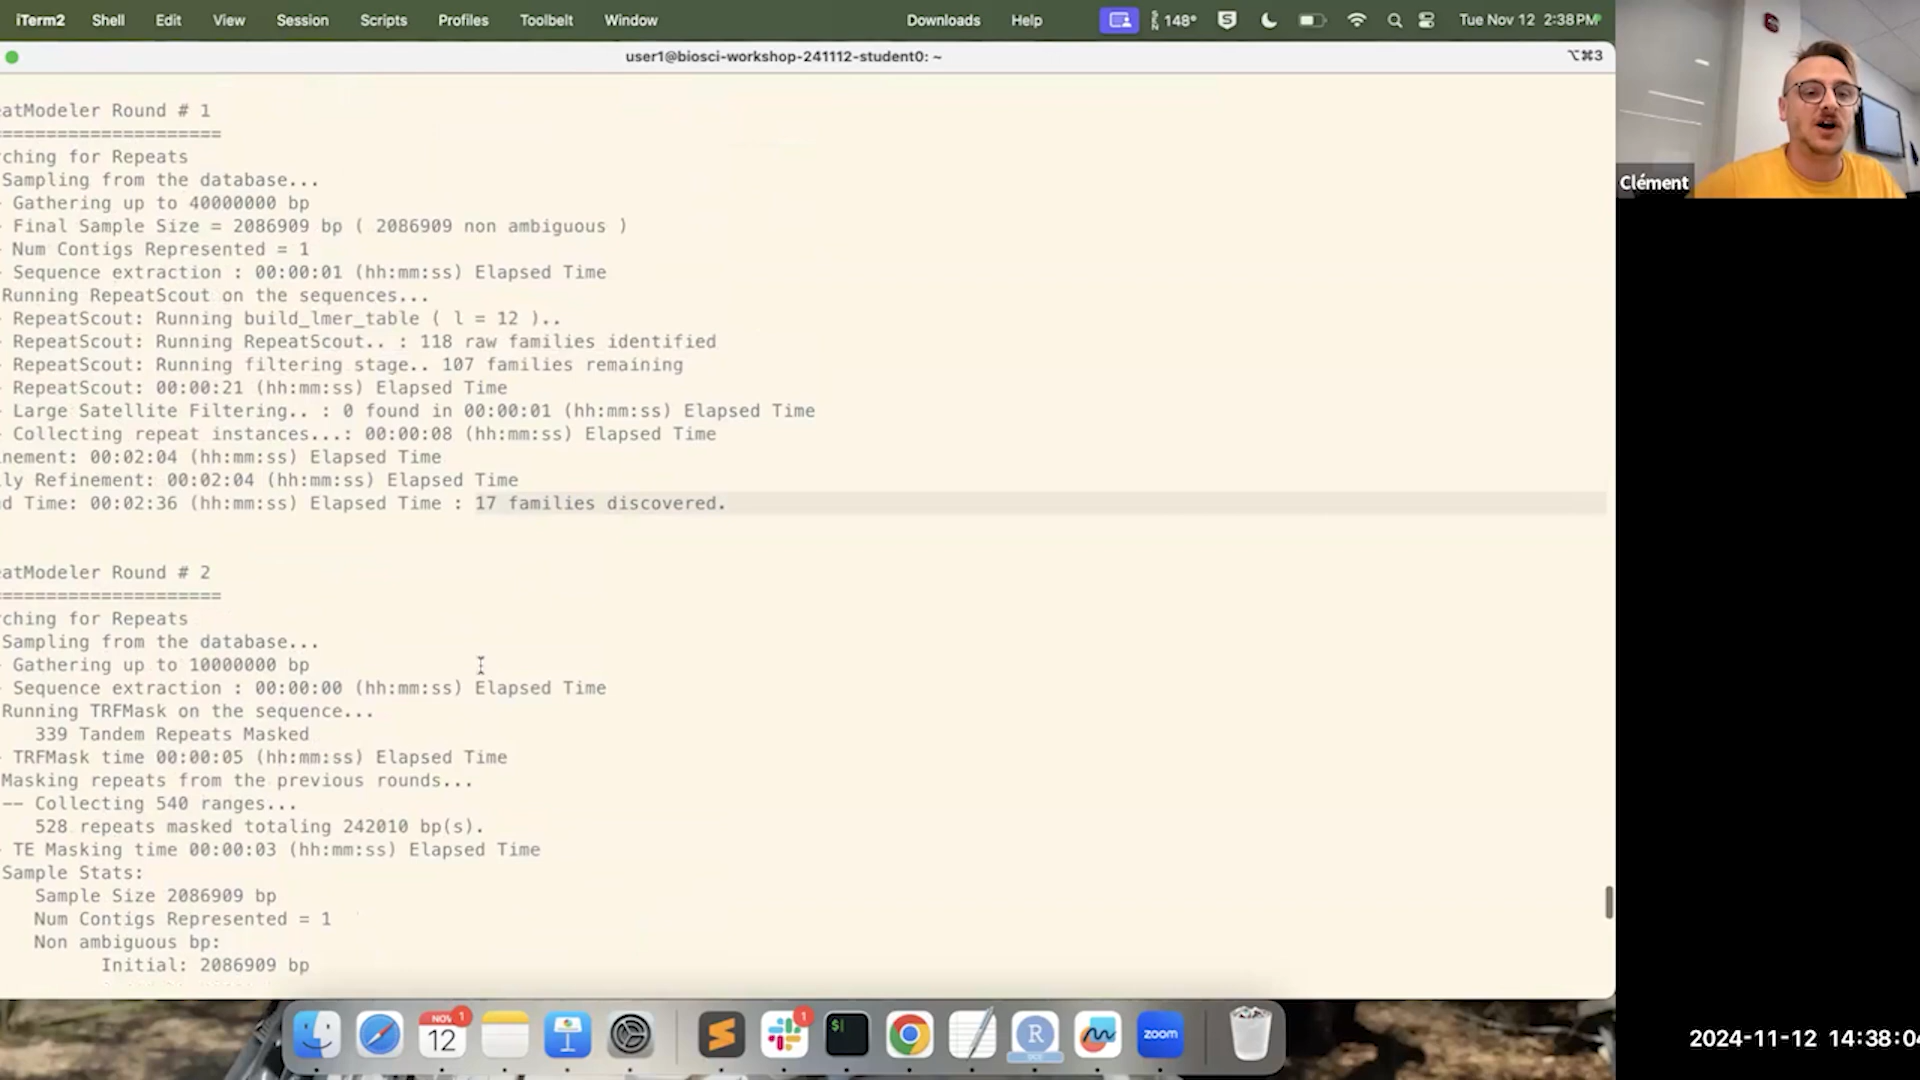 iTerm2 Shell Edit View Session Scripts Profiles Toolbelt Window Downloads Help 148° Tue Nov 12 2:38 PM
user1@biosci-workshop-241112-student0: ~ ⌥⌘3
eatModeler Round # 1
====================
ching for Repeats
Sampling from the database...
- Gathering up to 40000000 bp
- Final Sample Size = 2086909 bp ( 2086909 non ambiguous )
- Num Contigs Represented = 1
- Sequence extraction : 00:00:01 (hh:mm:ss) Elapsed Time
Running RepeatScout on the sequences...
- RepeatScout: Running build_lmer_table ( l = 12 )..
- RepeatScout: Running RepeatScout.. : 118 raw families identified
- RepeatScout: Running filtering stage.. 107 families remaining
- RepeatScout: 00:00:21 (hh:mm:ss) Elapsed Time
- Large Satellite Filtering.. : 0 found in 00:00:01 (hh:mm:ss) Elapsed Time
- Collecting repeat instances...: 00:00:08 (hh:mm:ss) Elapsed Time
nement: 00:02:04 (hh:mm:ss) Elapsed Time
ly Refinement: 00:02:04 (hh:mm:ss) Elapsed Time
d Time: 00:02:36 (hh:mm:ss) Elapsed Time : 17 families discovered.
eatModeler Round # 2
====================
ching for Repeats
Sampling from the database...
- Gathering up to 10000000 bp
- Sequence extraction : 00:00:00 (hh:mm:ss) Elapsed Time
Running TRFMask on the sequence...
339 Tandem Repeats Masked
- TRFMask time 00:00:05 (hh:mm:ss) Elapsed Time
Masking repeats from the previous rounds...
-- Collecting 540 ranges...
528 repeats masked totaling 242010 bp(s).
- TE Masking time 00:00:03 (hh:mm:ss) Elapsed Time
Sample Stats:
Sample Size 2086909 bp
Num Contigs Represented = 1
Non ambiguous bp:
Initial: 2086909 bp
Clément
NOV 1
12
1
$
R
zoom
2024-11-12 14:38:04